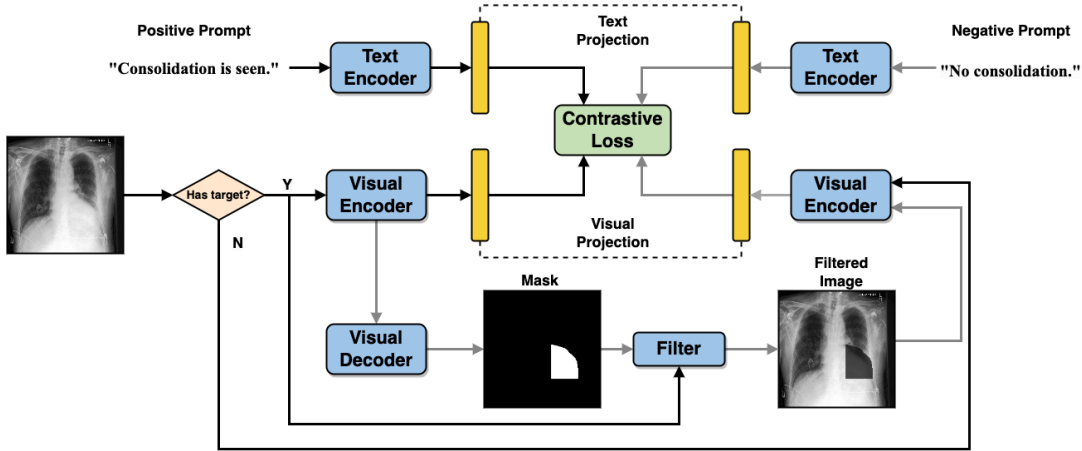 Positive Prompt
"Consolidation is seen."
Text
Encoder
Text
Projection
Text
Encoder
Negative Prompt
"No consolidation."
Contrastive
Loss
Has target?
Y
N
Visual
Encoder
Visual
Projection
Visual
Encoder
Mask
Filtered
Image
Visual
Decoder
Filter